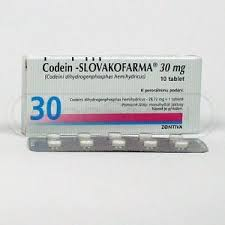 Codein -SLOVAKOFARMA® 30 mg
10 tablet
(Codeini dihydrogenphosphas hemihydricus)
K perorálnímu podání
30
Codeini dihydrogenphosphas hemihydricus - 28,72 mg v 1 tabletě
ZENTIVA